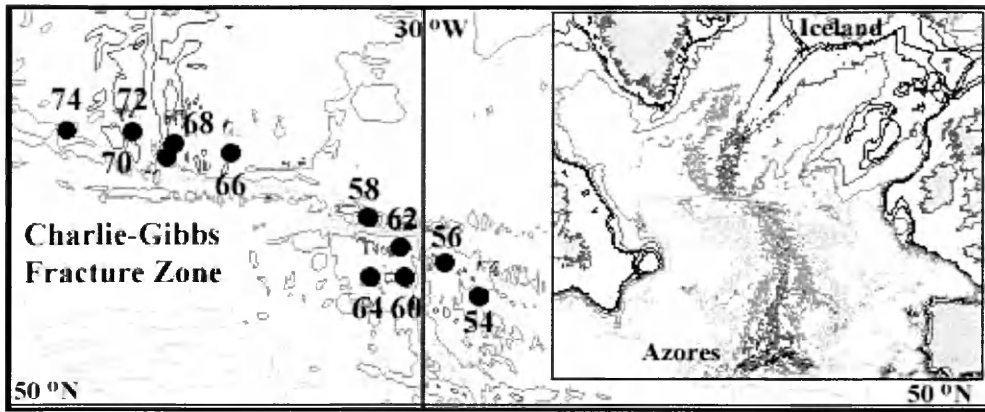 30 °W
Iceland
74
72
68
70
66
58
62
56
Charlie-Gibbs
Fracture Zone
64
60
54
Azores
50 °N
50 °N